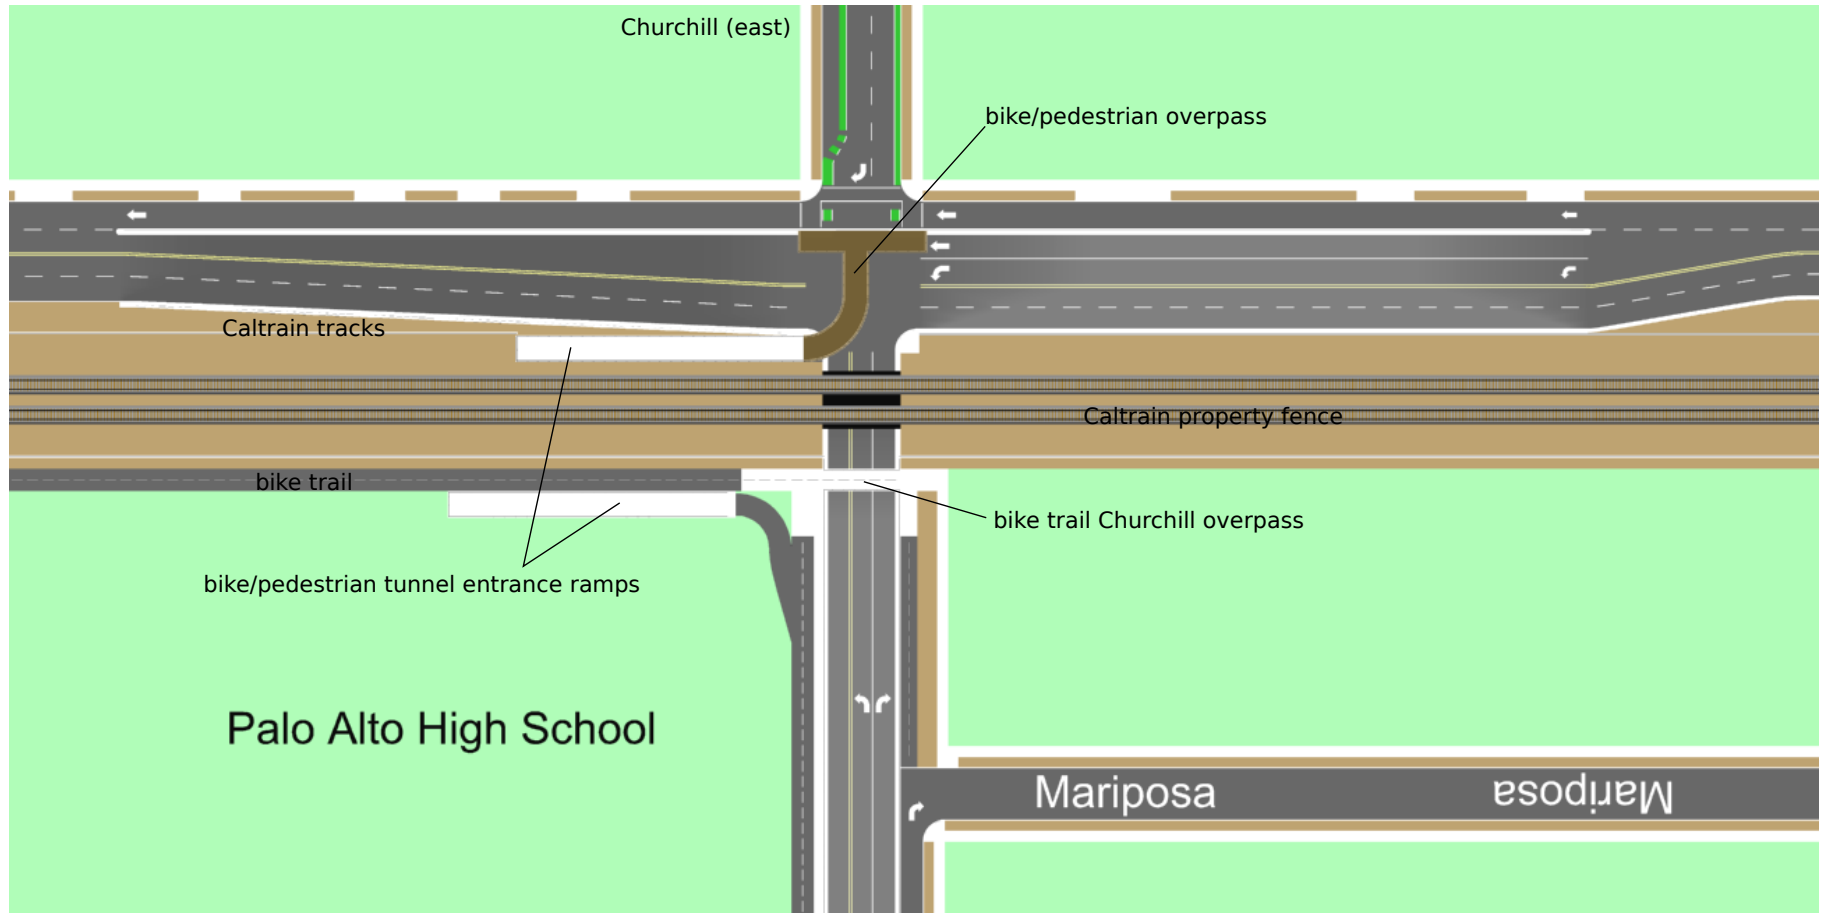 Churchill (east)
bike/pedestrian overpass
Caltrain tracks
Caltrain property fence
bike trail
bike trail Churchill overpass
bike/pedestrian tunnel entrance ramps
Palo Alto High School
Mariposa
Mariposa